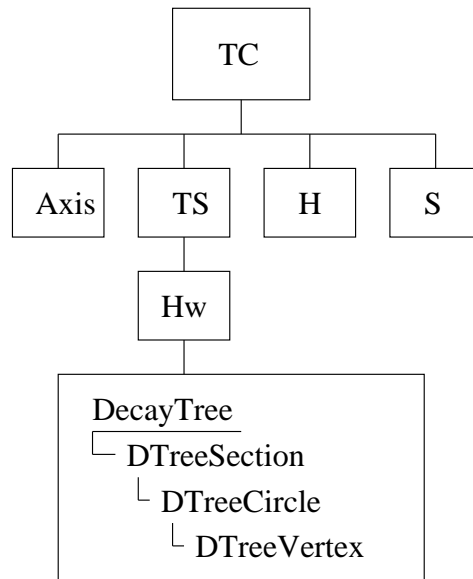 TC
Axis TS H S
Hw
DecayTree
DTreeSection
DTreeCircle
DTreeVertex